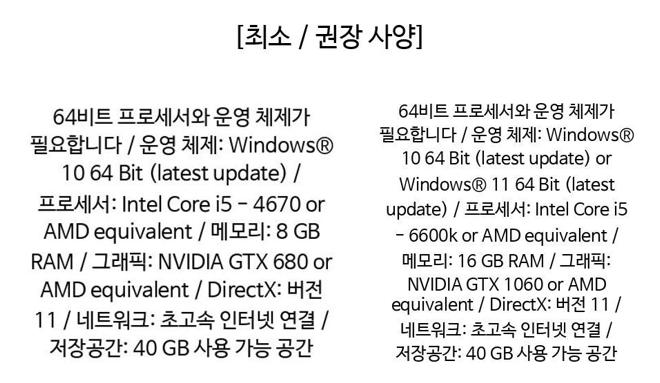 [최소 / 권장 사양]
64비트 프로세서와 운영 체제가
필요합니다 / 운영 체제: Windows®
10 64 Bit (latest update) /
프로세서: Intel Core i5 – 4670 or
AMD equivalent / 메모리: 8 GB
RAM / 그래픽: NVIDIA GTX 680 or
AMD equivalent / DirectX: 버전
11 / 네트워크: 초고속 인터넷 연결 /
저장공간: 40 GB 사용 가능 공간
64비트 프로세서와 운영 체제가
필요합니다 / 운영 체제: Windows®
10 64 Bit (latest update) or
Windows® 11 64 Bit (latest
update) / 프로세서: Intel Core i5
– 6600k or AMD equivalent /
메모리: 16 GB RAM / 그래픽:
NVIDIA GTX 1060 or AMD
equivalent / DirectX: 버전 11 /
네트워크: 초고속 인터넷 연결 /
저장공간: 40 GB 사용 가능 공간